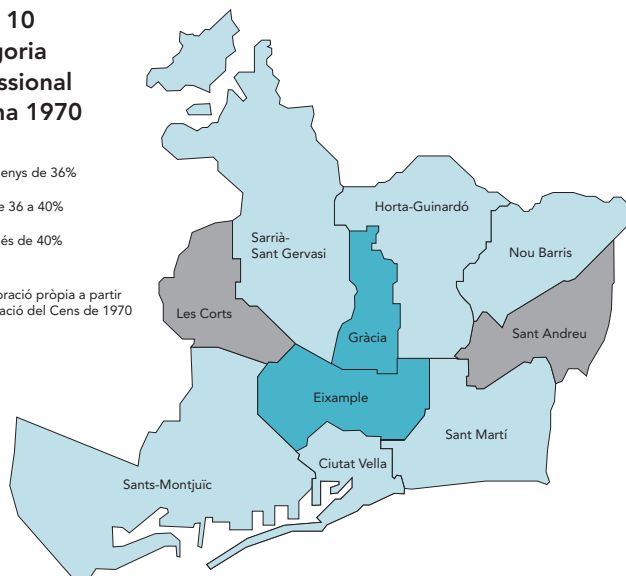 10
goria
ssional
na 1970
enys de 36%
e 36 a 40%
és de 40%
oració pròpia a partir
ació del Cens de 1970
Sarrià-
Sant Gervasi
Horta-Guinardó
Nou Barris
Les Corts
Gràcia
Sant Andreu
Eixample
Sant Martí
Ciutat Vella
Sants-Montjuïc